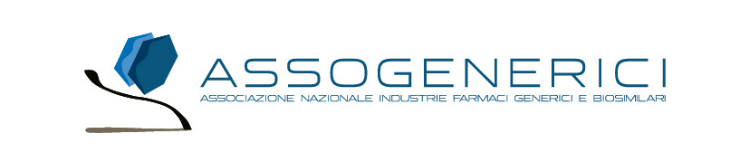 ASSOGENERICI
ASSOCIAZIONE NAZIONALE INDUSTRIE FARMACI GENERICI E BIOSIMILARI